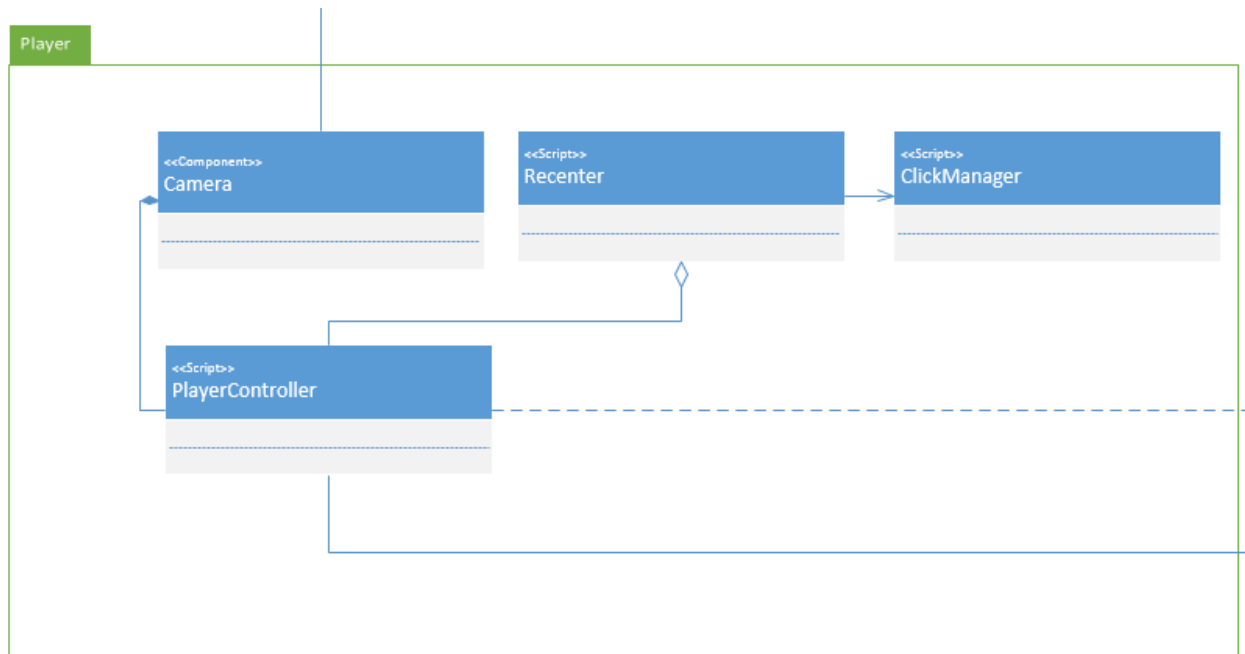 Player
<<Component>>
Camera
<<Script>>
Recenter
<<Script>>
ClickManager
<<Script>>
PlayerController